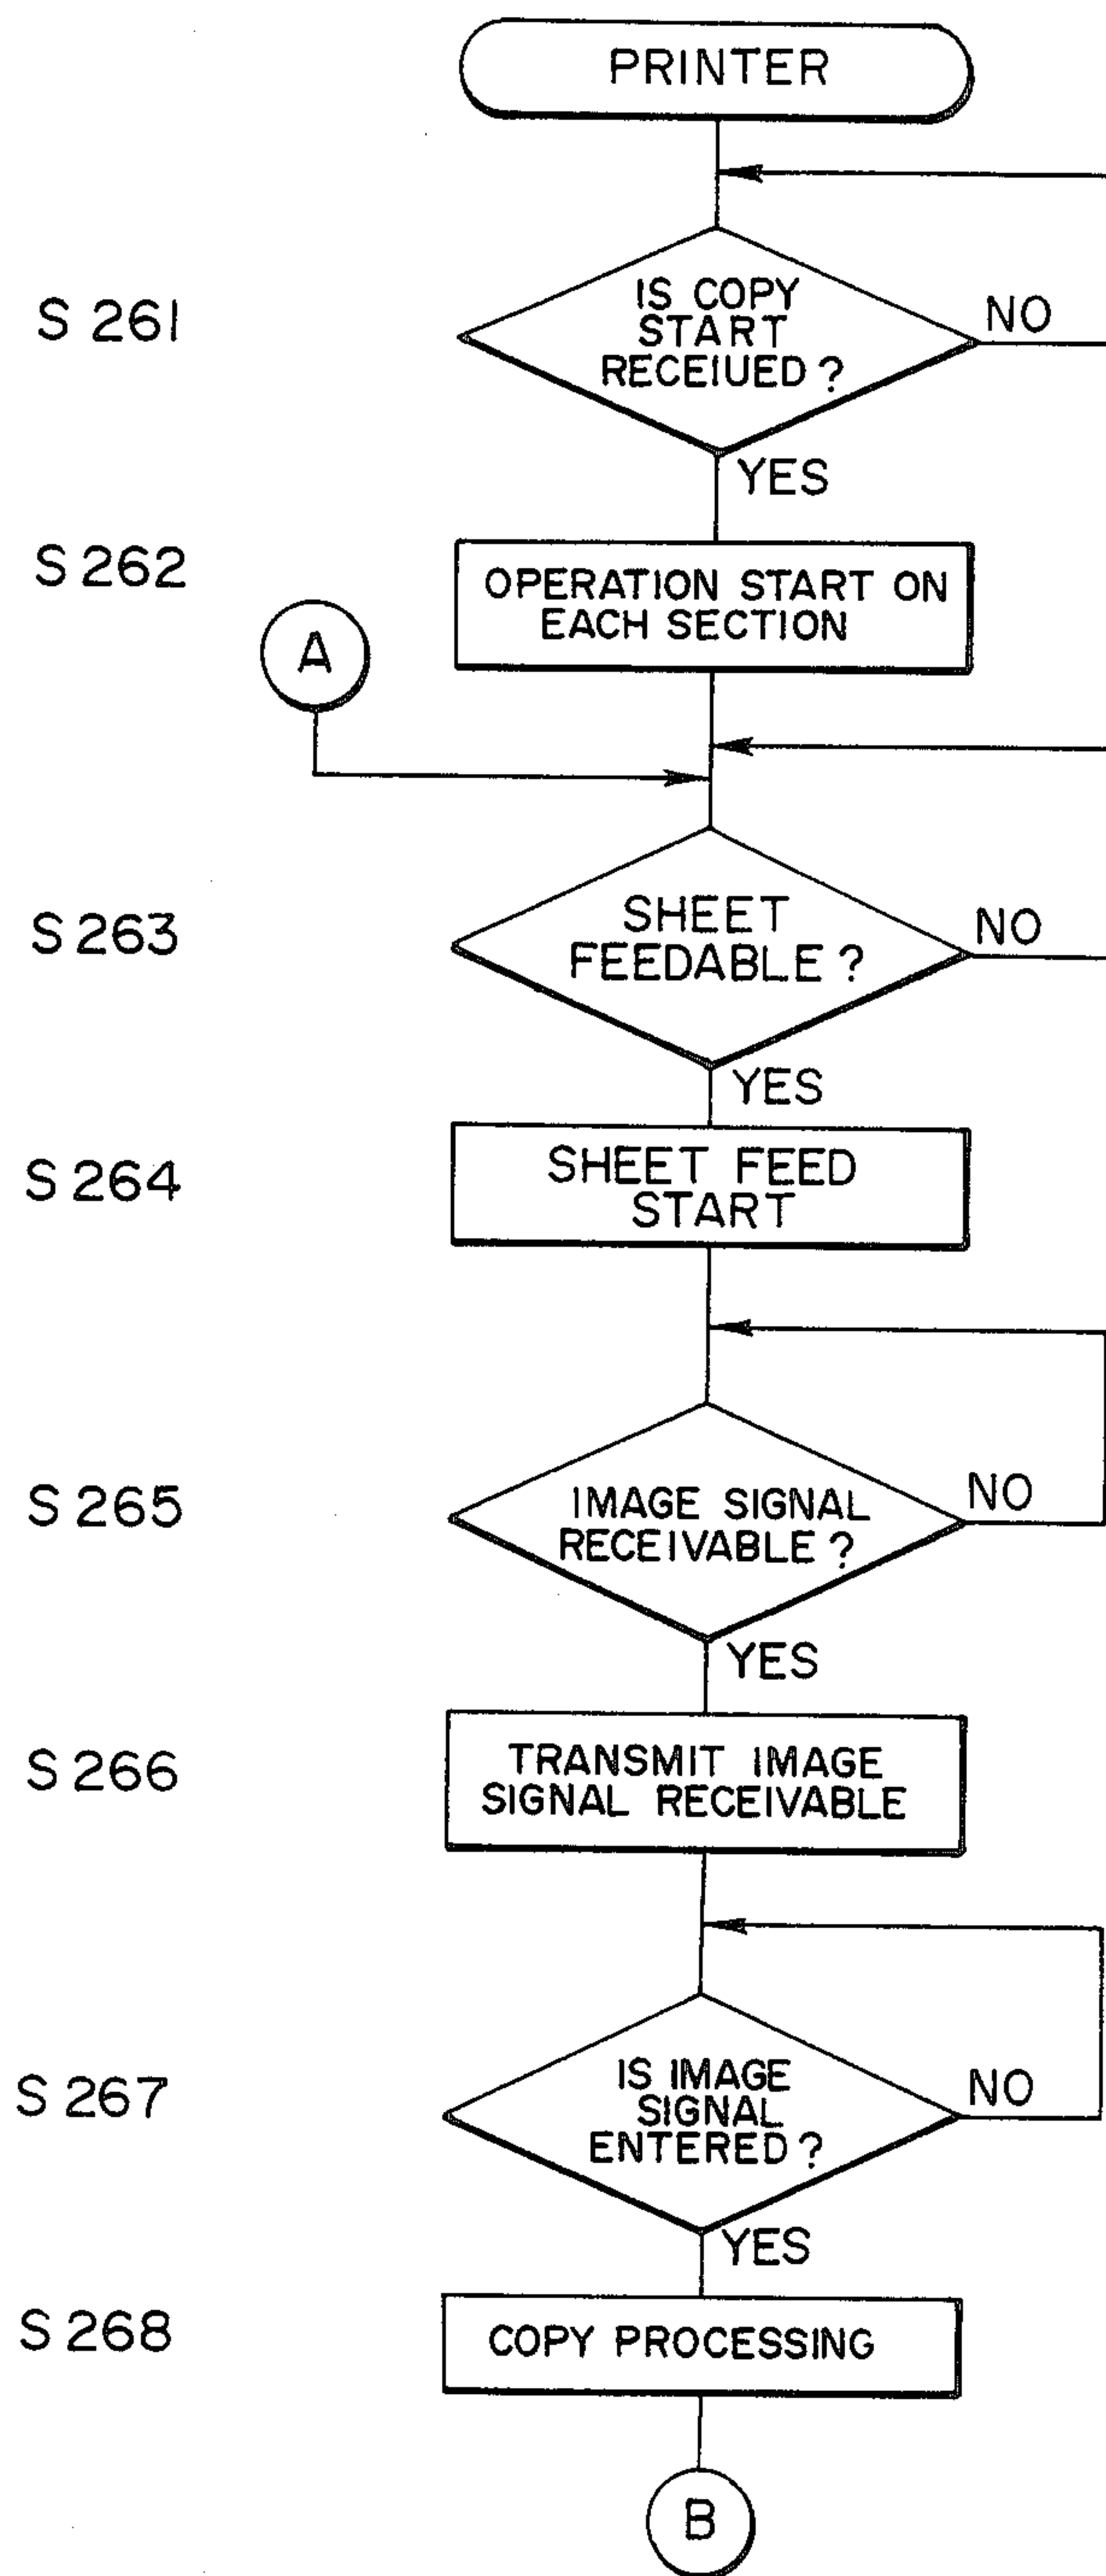 PRINTER
S 261
IS COPY
START
RECEIUED ?
NO
YES
S 262
OPERATION START ON
EACH SECTION
A
S 263
SHEET
FEEDABLE ?
NO
YES
S 264
SHEET FEED
START
S 265
IMAGE SIGNAL
RECEIVABLE ?
NO
YES
S 266
TRANSMIT IMAGE
SIGNAL RECEIVABLE
S 267
IS IMAGE
SIGNAL
ENTERED ?
NO
YES
S 268
COPY PROCESSING
B